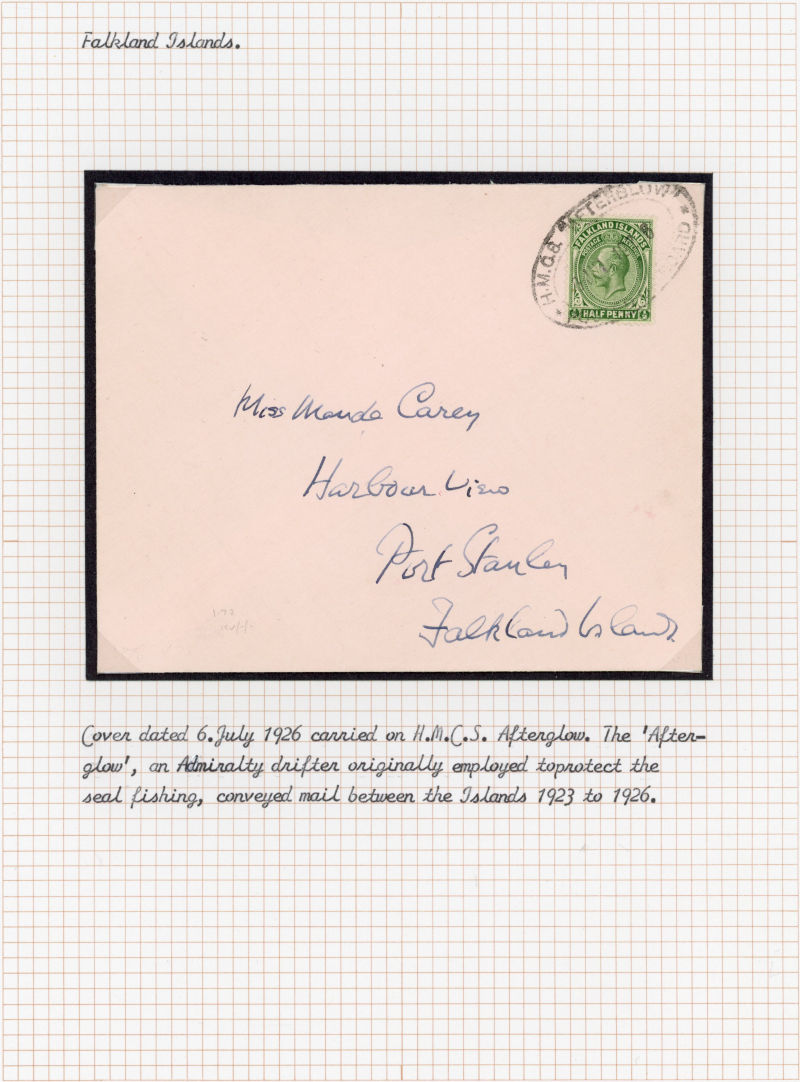 Falkland Islands.
H.M.C.S. "AFTERGLOW"
FALKLAND ISLANDS
POSTAGE REVENUE
HALF PENNY
Miss Manda Carey
Harbour View
Port Stanley
Falkland Islands
Cover dated 6.July 1926 carried on H.M.C.S. Afterglow. The 'After-
glow', an Admiralty drifter originally employed toprotect the
seal fishing, conveyed mail between the Islands 1923 to 1926.